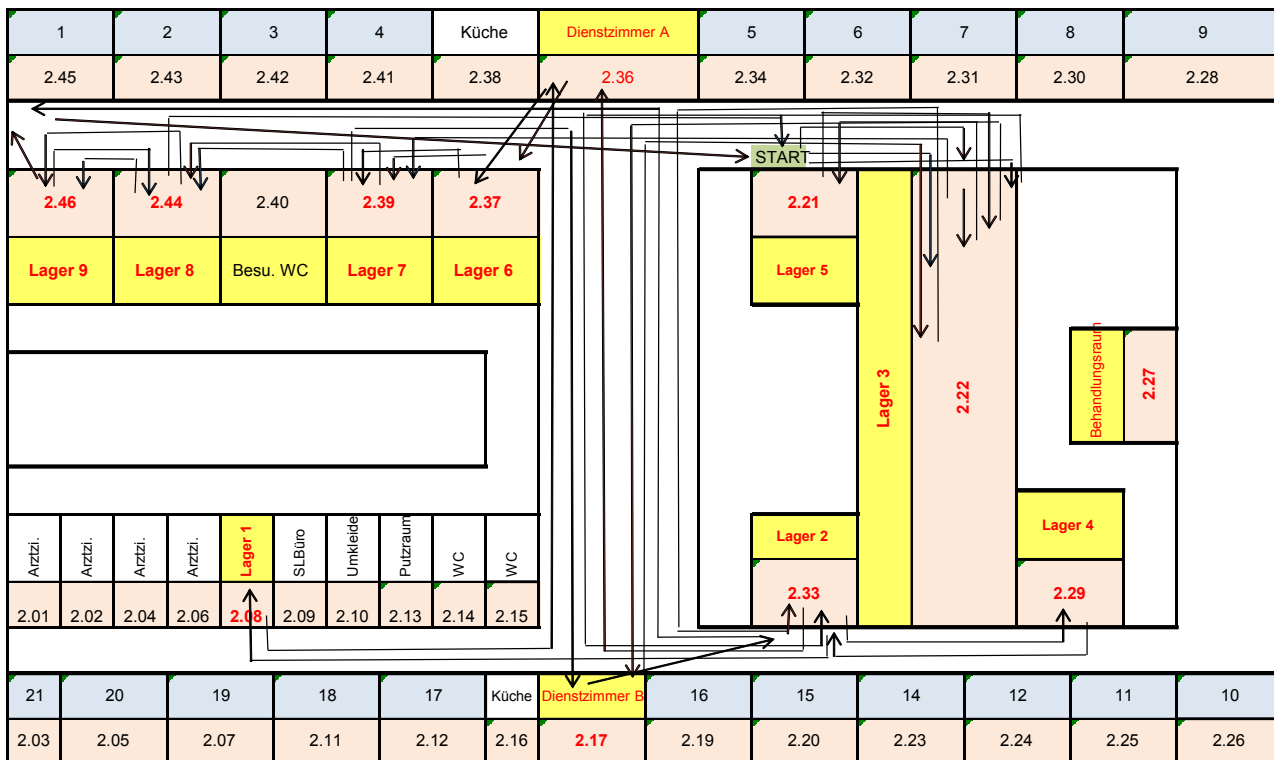 1 2 3 4 Küche Dienstzimmer A 5 6 7 8 9
2.45 2.43 2.42 2.41 2.38 2.36 2.34 2.32 2.31 2.30 2.28
START
2.46 2.44 2.40 2.39 2.37 2.21
Lager 9 Lager 8 Besu. WC Lager 7 Lager 6 Lager 5
Lager 3
2.22
Behandlungsraum
2.27
Arztzi. Arztzi. Arztzi. Arztzi. Lager 1 SLBüro Umkleide Putzraum WC WC Lager 2 Lager 4
2.01 2.02 2.04 2.06 2.08 2.09 2.10 2.13 2.14 2.15 2.33 2.29
21 20 19 18 17 Küche Dienstzimmer B 16 15 14 12 11 10
2.03 2.05 2.07 2.11 2.12 2.16 2.17 2.19 2.20 2.23 2.24 2.25 2.26